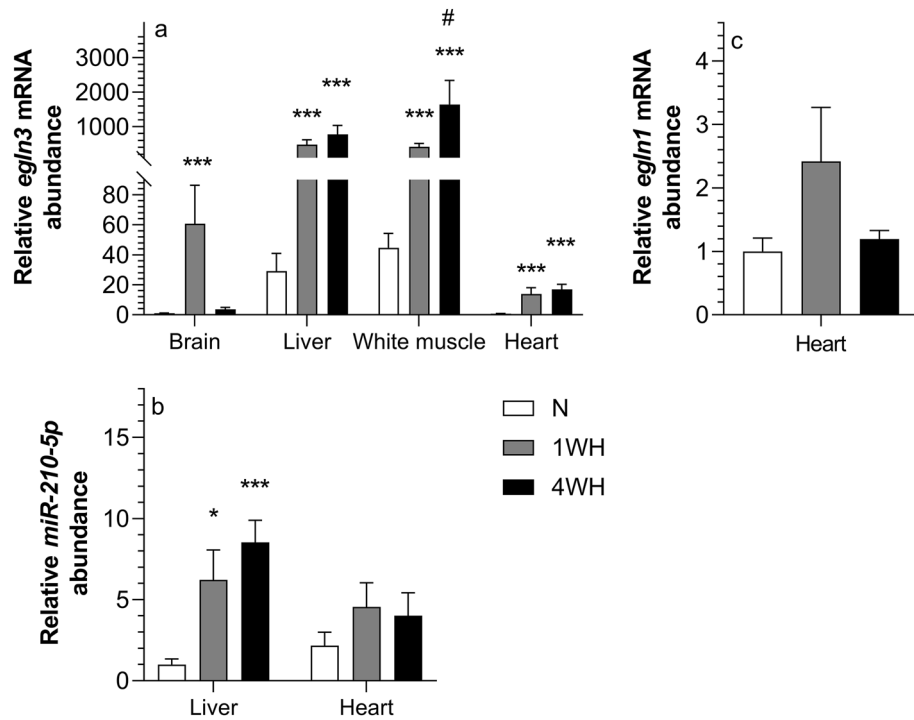 a
Relative egln3 mRNA
abundance
3000
2000
1000
80
60
40
20
0
***
***
***
***
***
#
***
***
Brain
Liver
White muscle
Heart
c
Relative egln1 mRNA
abundance
4
3
2
1
0
Heart
b
Relative miR-210-5p
abundance
15
10
5
0
*
***
Liver
Heart
N
1WH
4WH